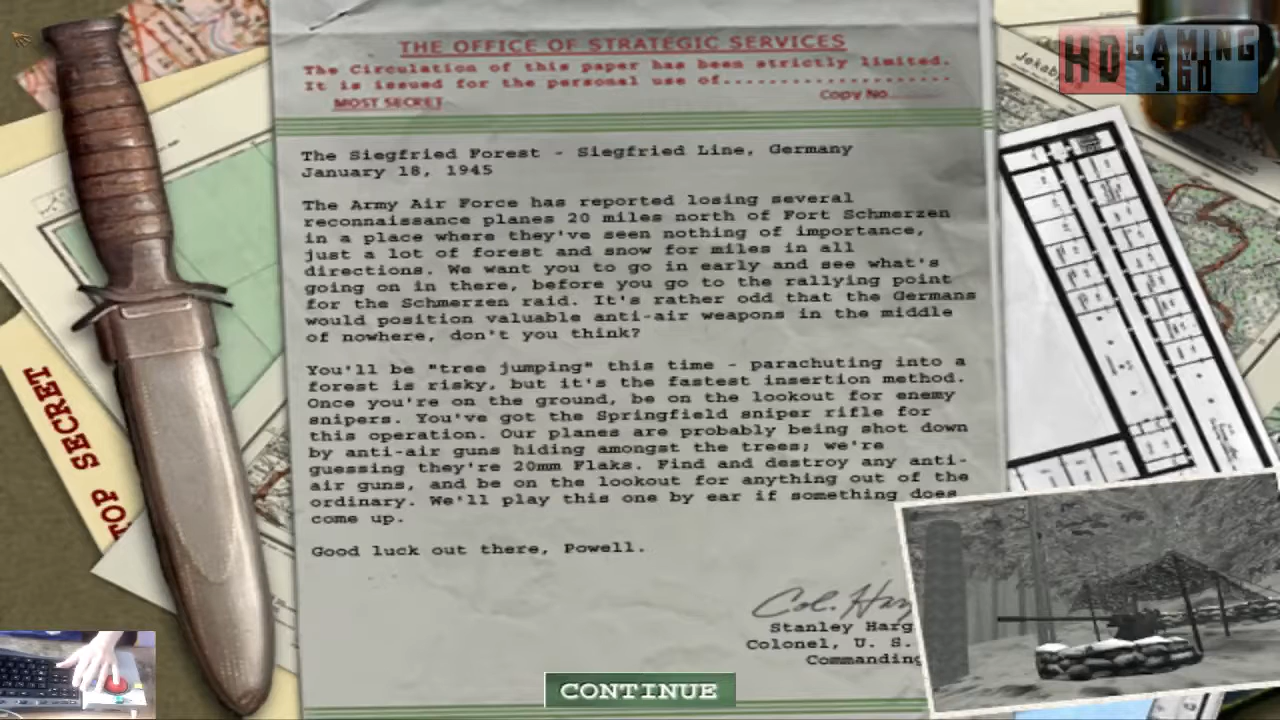 THE OFFICE OF STRATEGIC SERVICES
The Circulation of this paper has been strictly limited.
It is issued for the personal use of....................
MOST SECRET
Copy No.......
HDGAMING
360
The Siegfried Forest - Siegfried Line, Germany
January 18, 1945
The Army Air Force has reported losing several
reconnaissance planes 20 miles north of Fort Schmerzen
in a place where they've seen nothing of importance,
just a lot of forest and snow for miles in all
directions. We want you to go in early and see what's
going on in there, before you go to the rallying point
for the Schmerzen raid. It's rather odd that the Germans
would position valuable anti-air weapons in the middle
of nowhere, don't you think?
You'll be "tree jumping" this time - parachuting into a
forest is risky, but it's the fastest insertion method.
Once you're on the ground, be on the lookout for enemy
snipers. You've got the Springfield sniper rifle for
this operation. Our planes are probably being shot down
by anti-air guns hiding amongst the trees; we're
guessing they're 20mm Flaks. Find and destroy any anti-
air guns, and be on the lookout for anything out of the
ordinary. We'll play this one by ear if something does
come up.
Good luck out there, Powell.
Col. Har
Stanley Harg
Colonel, U. S.
Commanding
TOP SECRET
CONTINUE